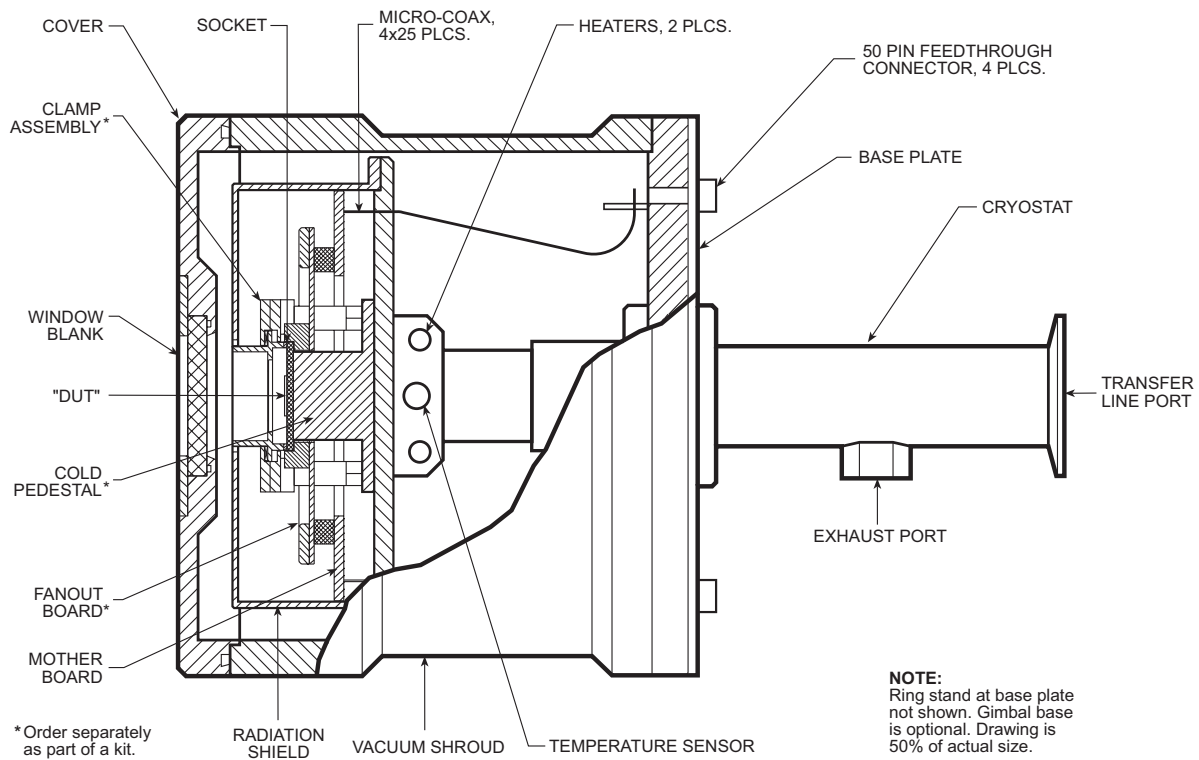 COVER
SOCKET
MICRO-COAX,
4x25 PLCS.
HEATERS, 2 PLCS.
50 PIN FEEDTHROUGH
CONNECTOR, 4 PLCS.
CLAMP
ASSEMBLY*
BASE PLATE
CRYOSTAT
WINDOW
BLANK
"DUT"
TRANSFER
LINE PORT
COLD
PEDESTAL*
EXHAUST PORT
FANOUT
BOARD*
MOTHER
BOARD
*Order separately
as part of a kit.
RADIATION
SHIELD
VACUUM SHROUD
TEMPERATURE SENSOR
NOTE:
Ring stand at base plate
not shown. Gimbal base
is optional. Drawing is
50% of actual size.